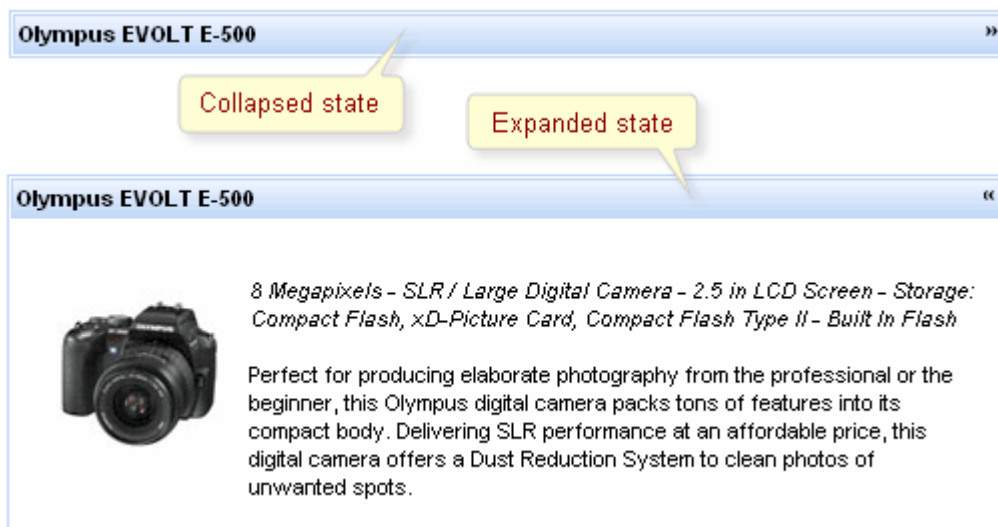 Olympus EVOLT E-500 »
Collapsed state
Expanded state
Olympus EVOLT E-500 «
8 Megapixels - SLR / Large Digital Camera - 2.5 in LCD Screen - Storage:
Compact Flash, xD-Picture Card, Compact Flash Type II - Built In Flash
Perfect for producing elaborate photography from the professional or the
beginner, this Olympus digital camera packs tons of features into its
compact body. Delivering SLR performance at an affordable price, this
digital camera offers a Dust Reduction System to clean photos of
unwanted spots.
OLYMPUS